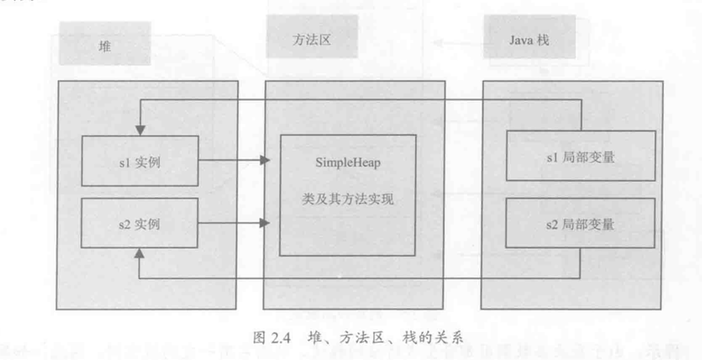 堆
方法区
Java 栈
s1 实例
SimpleHeap
s1 局部变量
类及其方法实现
s2 实例
s2 局部变量
图 2.4 堆、方法区、栈的关系